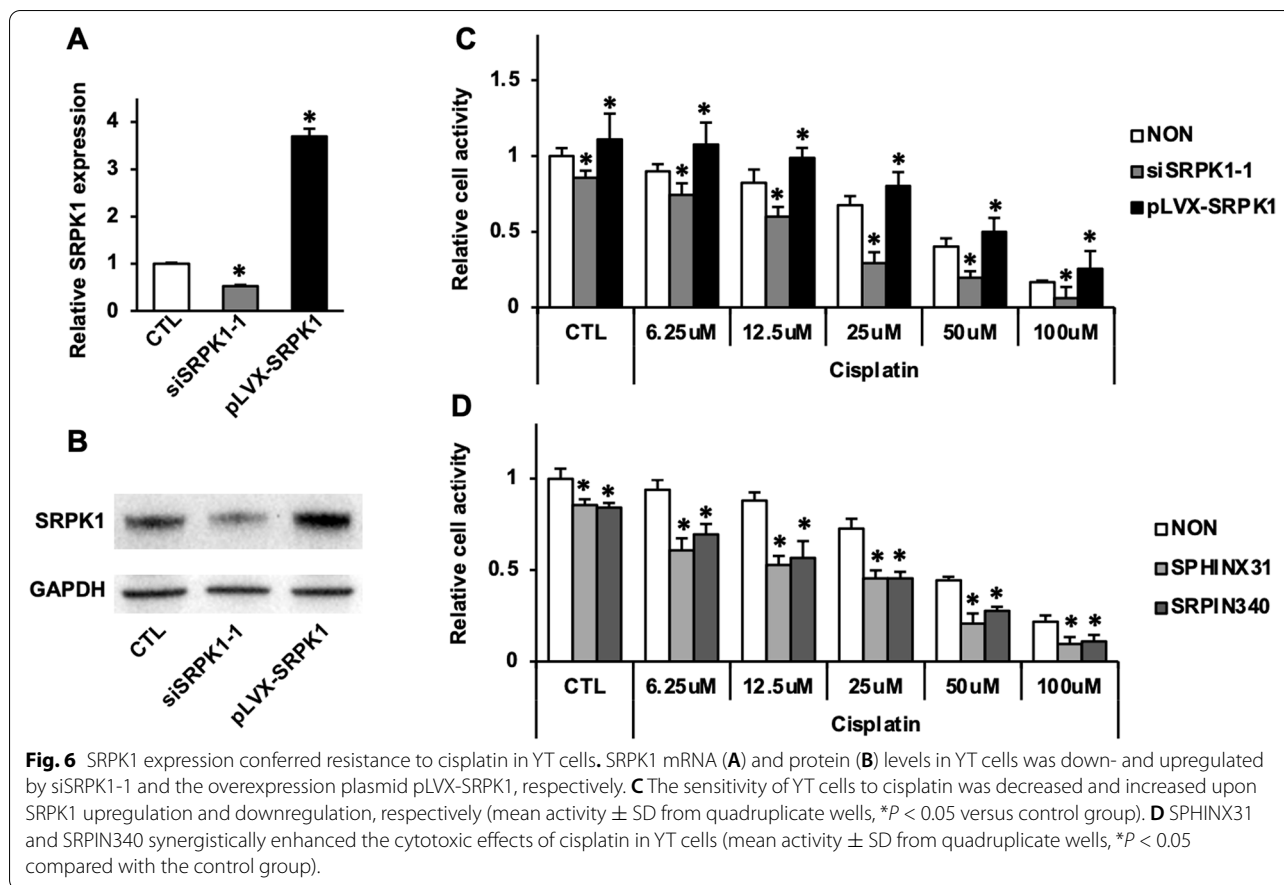 A
Relative SRPK1 expression
4
3
2
1
0
*
*
CTL
siSRPK1-1
pLVX-SRPK1
B
SRPK1
GAPDH
CTL
siSRPK1-1
pLVX-SRPK1
C
Relative cell activity
1.5
1
0.5
0
* * * * * * * * * * * *
CTL 6.25uM 12.5uM 25uM 50uM 100uM
Cisplatin
NON
siSRPK1-1
pLVX-SRPK1
D
Relative cell activity
1
0.5
0
* * * * * * * * * * * *
CTL 6.25uM 12.5uM 25uM 50uM 100uM
Cisplatin
NON
SPHINX31
SRPIN340
Fig. 6 SRPK1 expression conferred resistance to cisplatin in YT cells. SRPK1 mRNA (A) and protein (B) levels in YT cells was down- and upregulated
by siSRPK1-1 and the overexpression plasmid pLVX-SRPK1, respectively. C The sensitivity of YT cells to cisplatin was decreased and increased upon
SRPK1 upregulation and downregulation, respectively (mean activity ± SD from quadruplicate wells, *P < 0.05 versus control group). D SPHINX31
and SRPIN340 synergistically enhanced the cytotoxic effects of cisplatin in YT cells (mean activity ± SD from quadruplicate wells, *P < 0.05
compared with the control group).